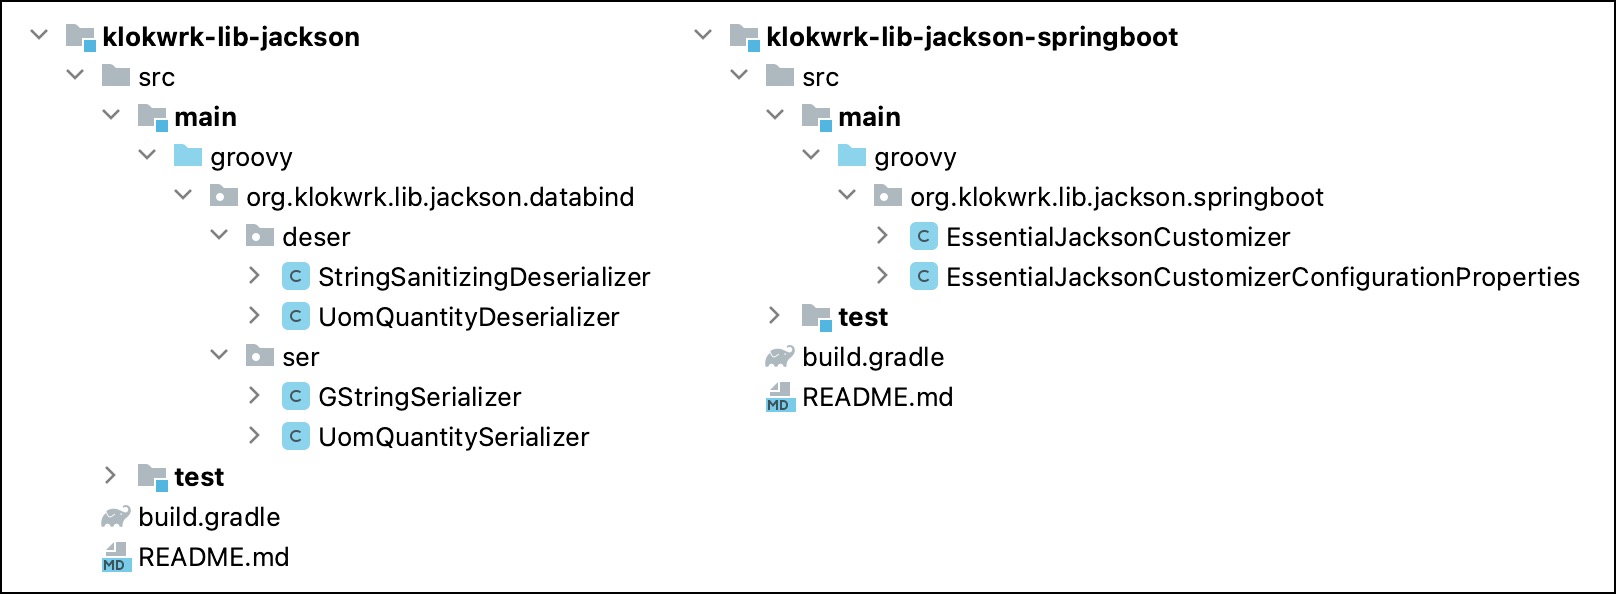 klokwrk-lib-jackson
src
main
groovy
org.klokwrk.lib.jackson.databind
deser
C StringSanitizingDeserializer
C UomQuantityDeserializer
ser
C GStringSerializer
C UomQuantitySerializer
test
build.gradle
MD README.md
klokwrk-lib-jackson-springboot
src
main
groovy
org.klokwrk.lib.jackson.springboot
C EssentialJacksonCustomizer
C EssentialJacksonCustomizerConfigurationProperties
test
build.gradle
MD README.md